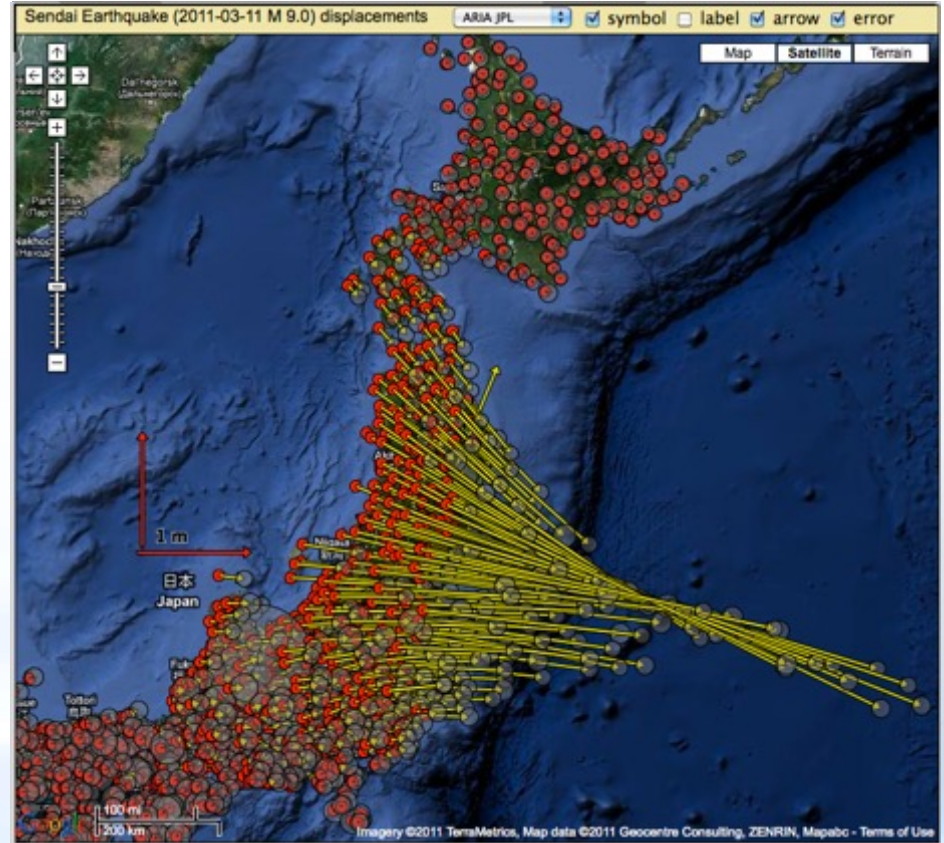 Sendai Earthquake (2011-03-11 M 9.0) displacements
ARIA JPL
symbol
label
arrow
error
Map
Satellite
Terrain
1 m
日本
Japan
Tottori
100 mi
200 km
Imagery ©2011 TerraMetrics, Map data ©2011 Geocentre Consulting, ZENRIN, Mapabc - Terms of Use